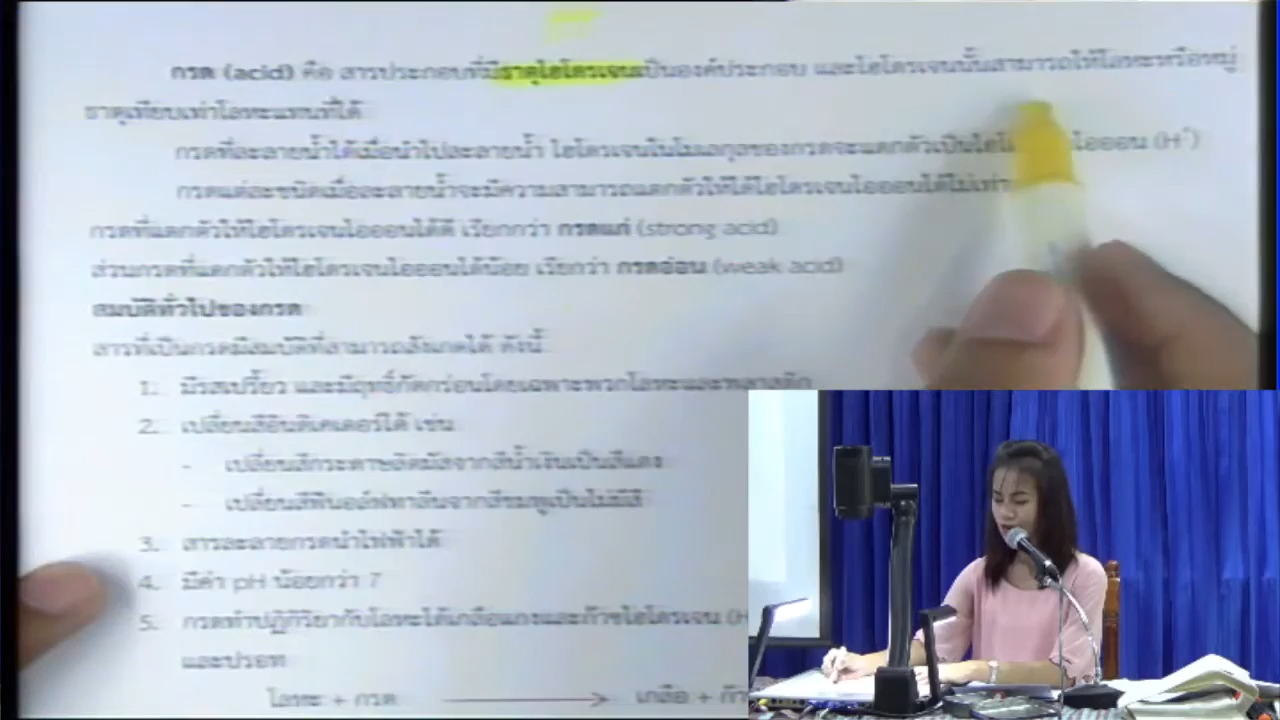 กรด (acid) คือ สารประกอบที่มีธาตุไฮโดรเจนเป็นองค์ประกอบ และไฮโดรเจนนั้นสามารถให้โลหะหรือหมู่
ธาตุเทียบเท่าโลหะแทนที่ได้
กรดที่ละลายน้ำได้เมื่อนำไปละลายน้ำ ไฮโดรเจนในโมเลกุลของกรดจะแตกตัวเป็นไฮโ ไอออน (H⁺)
กรดแต่ละชนิดเมื่อละลายน้ำจะมีความสามารถแตกตัวให้ได้ไฮโดรเจนไอออนได้ไม่เท่า
กรดที่แตกตัวให้ไฮโดรเจนไอออนได้ดี เรียกว่า กรดแก่ (strong acid)
ส่วนกรดที่แตกตัวให้ไฮโดรเจนไอออนได้น้อย เรียกว่า กรดอ่อน (weak acid)
สมบัติทั่วไปของกรด
สารที่เป็นกรดมีสมบัติที่สามารถสังเกตได้ ดังนี้
1. มีรสเปรี้ยว และมีฤทธิ์กัดกร่อนโดยเฉพาะพวกโลหะและพลาสติก
2. เปลี่ยนสีอินดิเคเตอร์ได้ เช่น
- เปลี่ยนสีกระดาษลิตมัสจากสีน้ำเงินเป็นสีแดง
- เปลี่ยนสีฟีนอล์ฟทาลีนจากสีชมพูเป็นไม่มีสี
3. สารละลายกรดนำไฟฟ้าได้
4. มีค่า pH น้อยกว่า 7
5. กรดทำปฏิกิริยากับโลหะได้เกลือแกงและก๊าซไฮโดรเจน (H
และปรอท
โลหะ + กรด → เกลือ + ก๊า